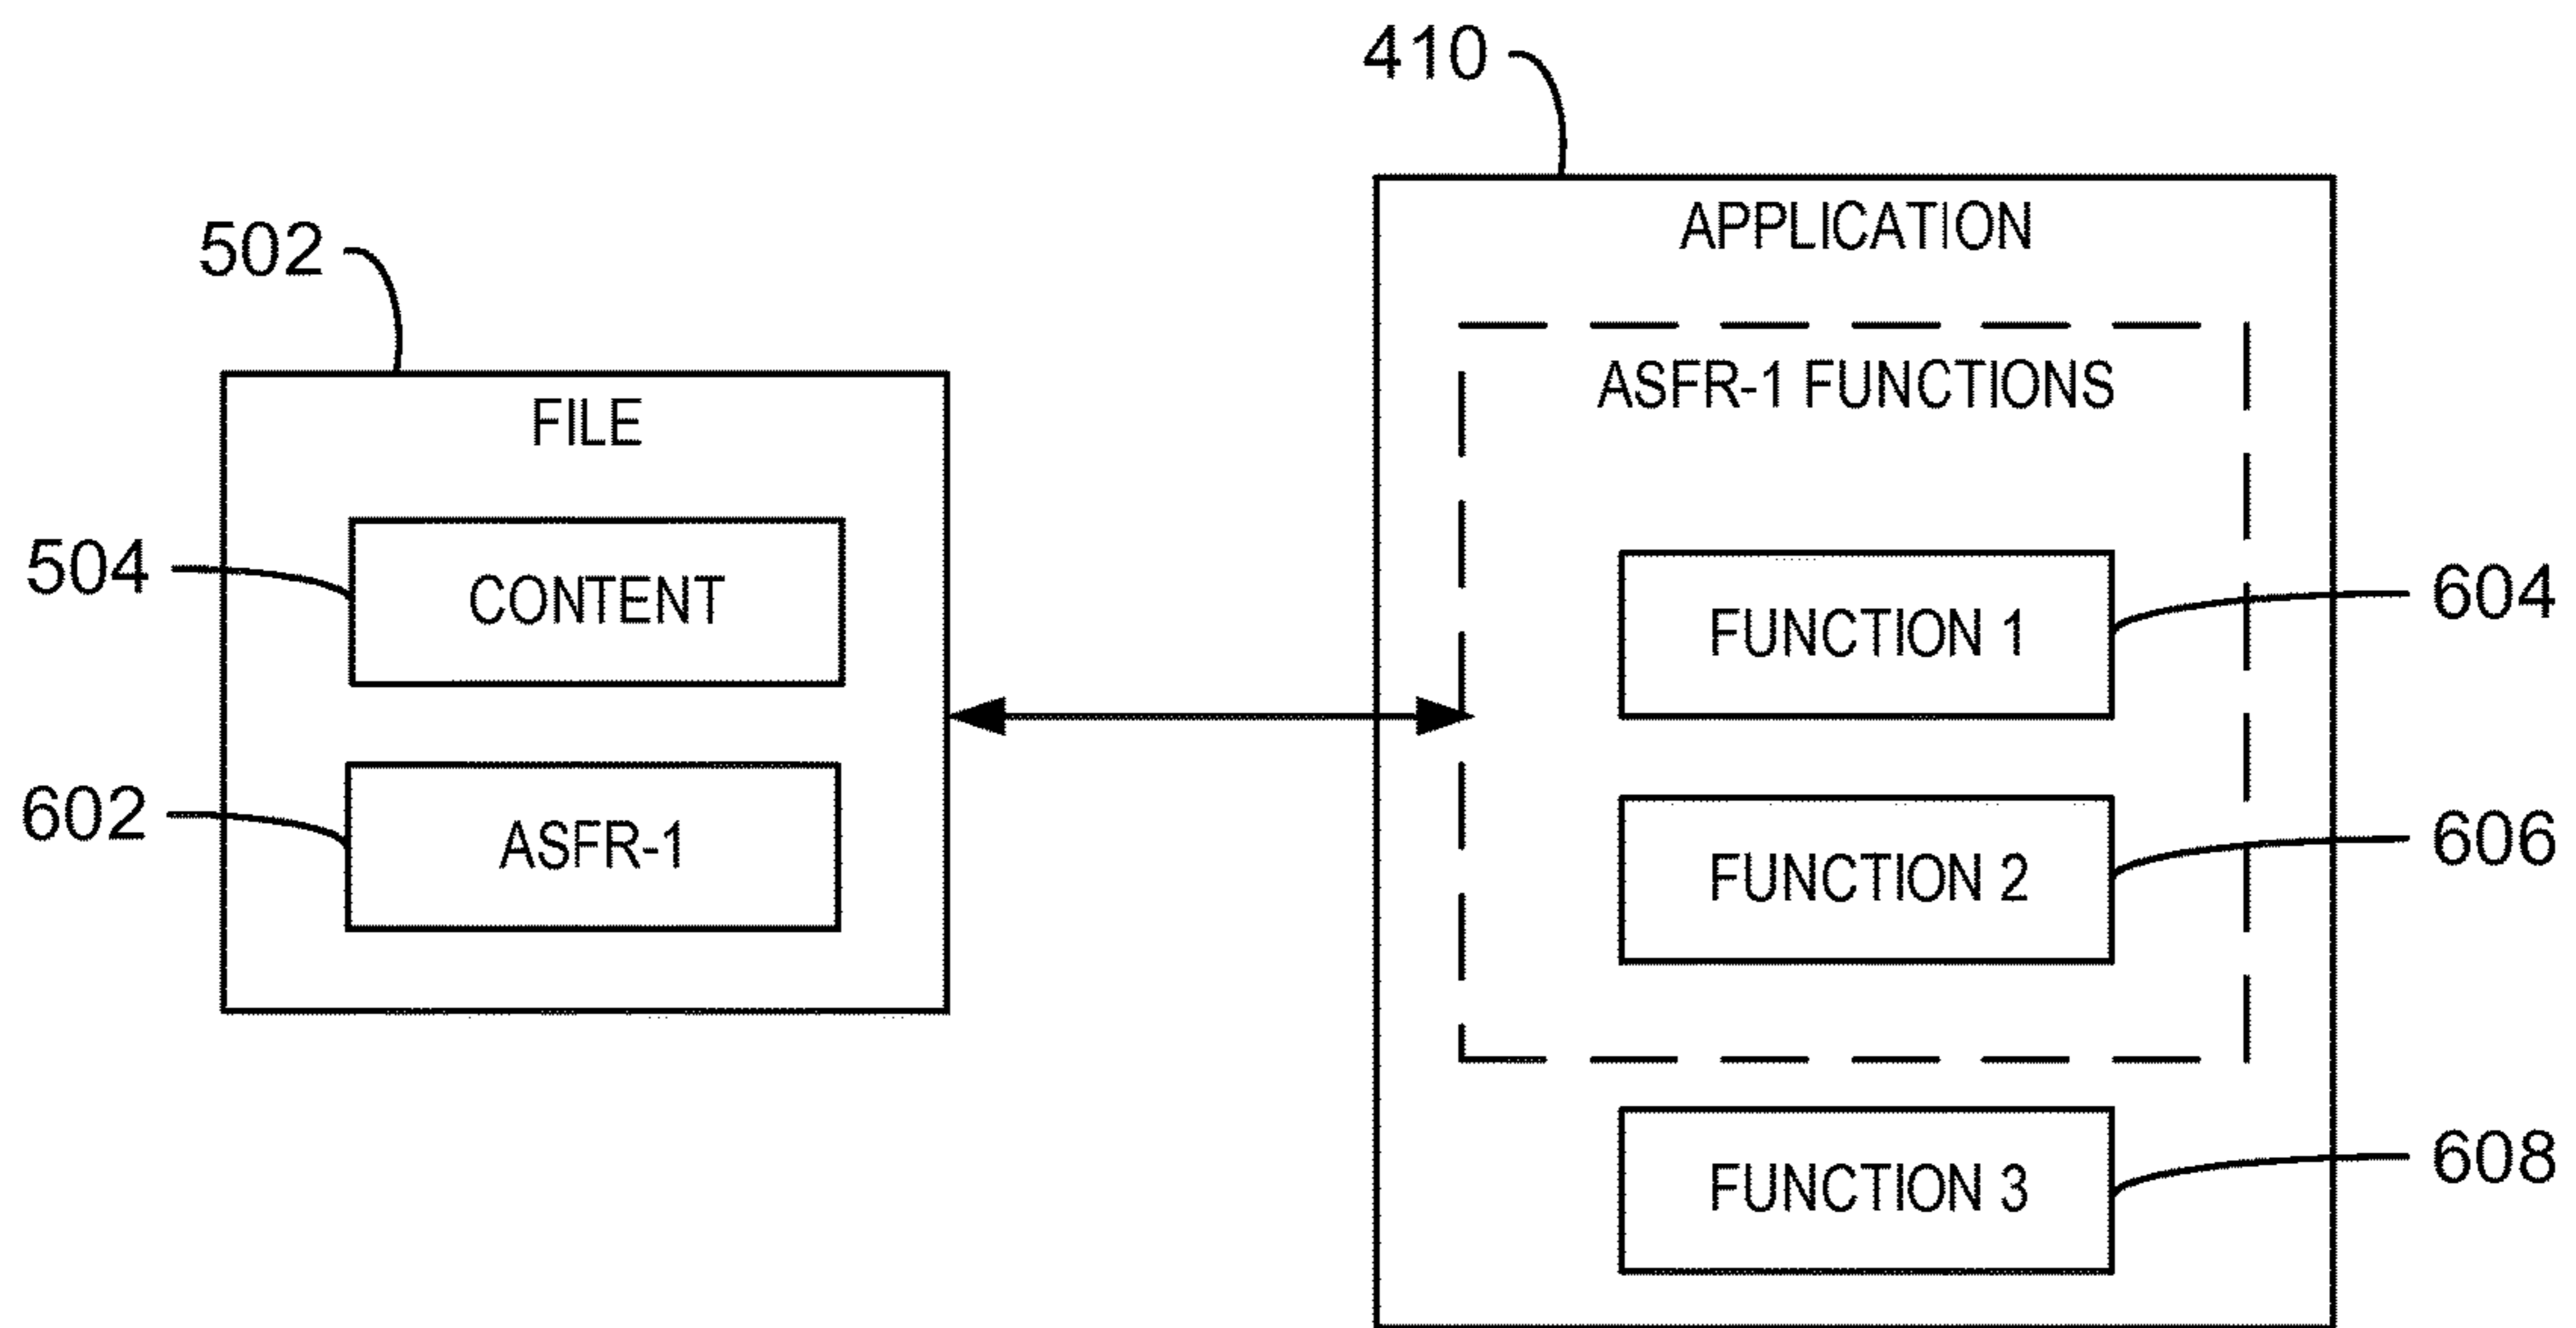 410
APPLICATION
502
ASFR-1 FUNCTIONS
FILE
504
CONTENT
FUNCTION 1
604
602
ASFR-1
FUNCTION 2
606
FUNCTION 3
608